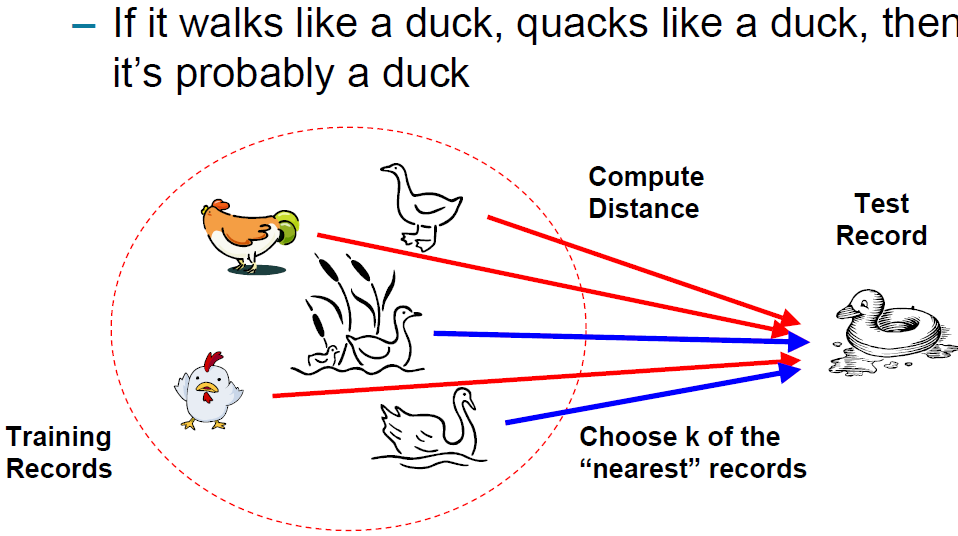 – If it walks like a duck, quacks like a duck, then
it’s probably a duck
Compute
Distance
Test
Record
Training
Records
Choose k of the
“nearest” records